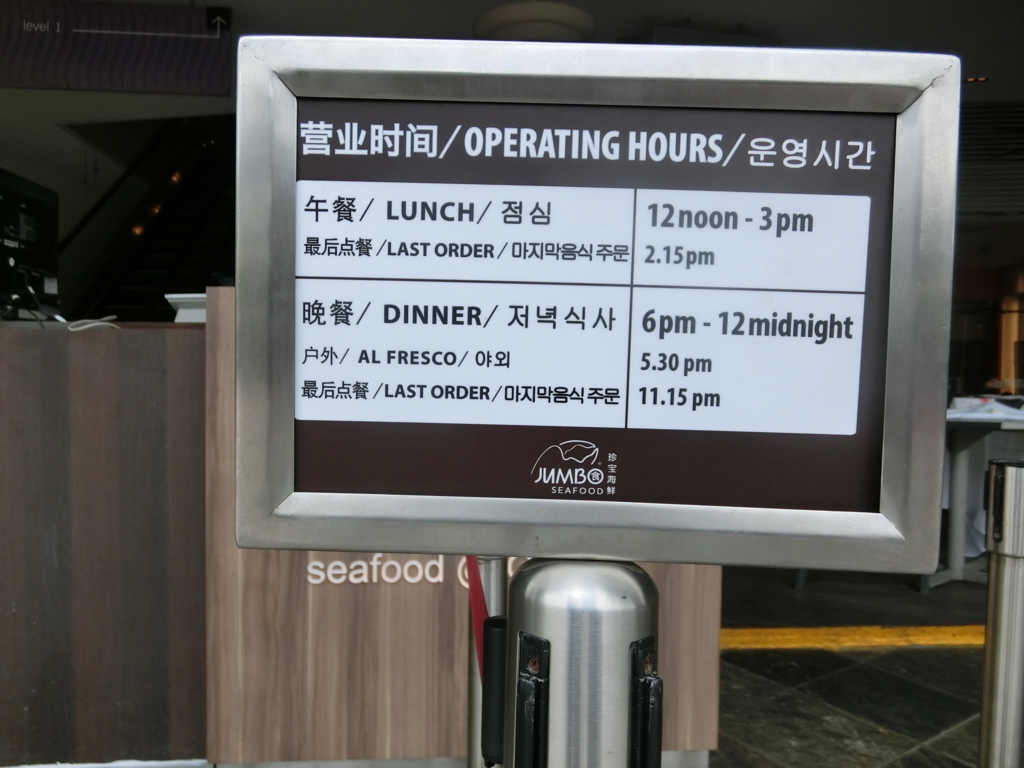 level 1
营业时间/OPERATING HOURS/운영시간
午餐/ LUNCH/ 점심 12noon - 3pm
最后点餐/LAST ORDER/마지막음식 주문 2.15pm
晚餐/ DINNER/ 저녁식사 6pm - 12midnight
户外/ AL FRESCO/ 야외 5.30 pm
最后点餐/LAST ORDER/마지막음식 주문 11.15 pm
JUMBO 食 珍宝海鲜
SEAFOOD
seafood @